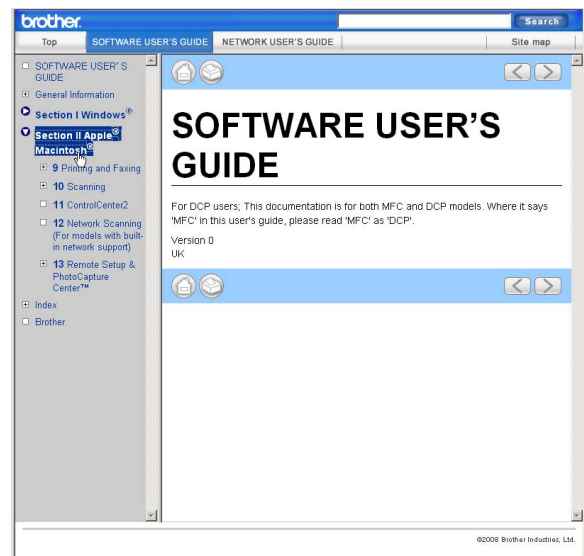 brother.
Search
Top
SOFTWARE USER'S GUIDE
NETWORK USER'S GUIDE
Site map
SOFTWARE USER'S
GUIDE
General Information
Section I Windows®
Section II Apple®
Macintosh®
9 Printing and Faxing
10 Scanning
11 ControlCenter2
12 Network Scanning
(For models with built-
in network support)
13 Remote Setup &
PhotoCapture
Center™
Index
Brother
SOFTWARE USER'S
GUIDE
For DCP users; This documentation is for both MFC and DCP models. Where it says
'MFC' in this user's guide, please read 'MFC' as 'DCP'.
Version 0
UK
©2008 Brother Industries, Ltd.